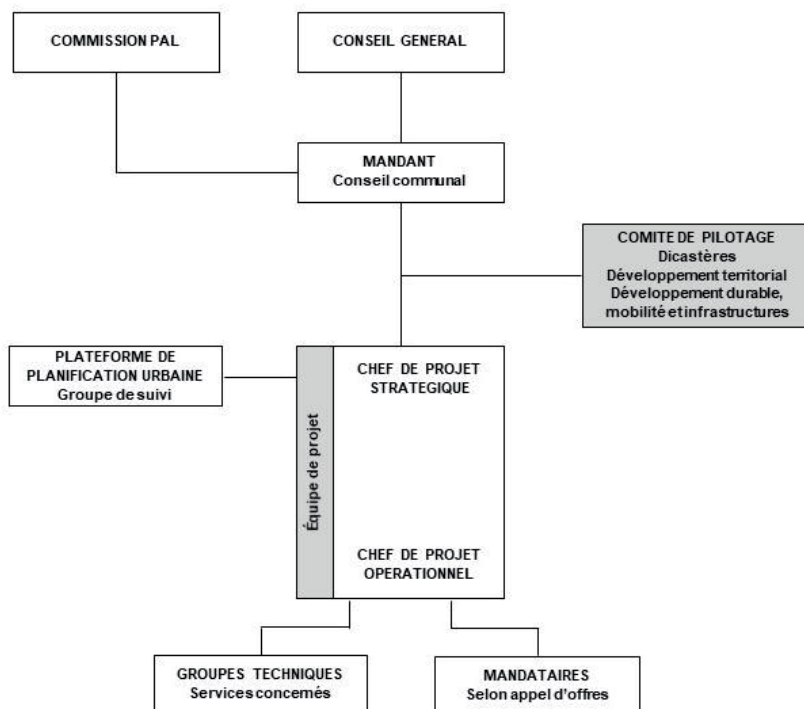 COMMISSION PAL
CONSEIL GENERAL
MANDANT
Conseil communal
COMITE DE PILOTAGE
Dicastères
Développement territorial
Développement durable,
mobilité et infrastructures
PLATEFORME DE
PLANIFICATION URBAINE
Groupe de suivi
Équipe de projet
CHEF DE PROJET
STRATEGIQUE
CHEF DE PROJET
OPERATIONNEL
GROUPES TECHNIQUES
Services concernés
MANDATAIRES
Selon appel d'offres